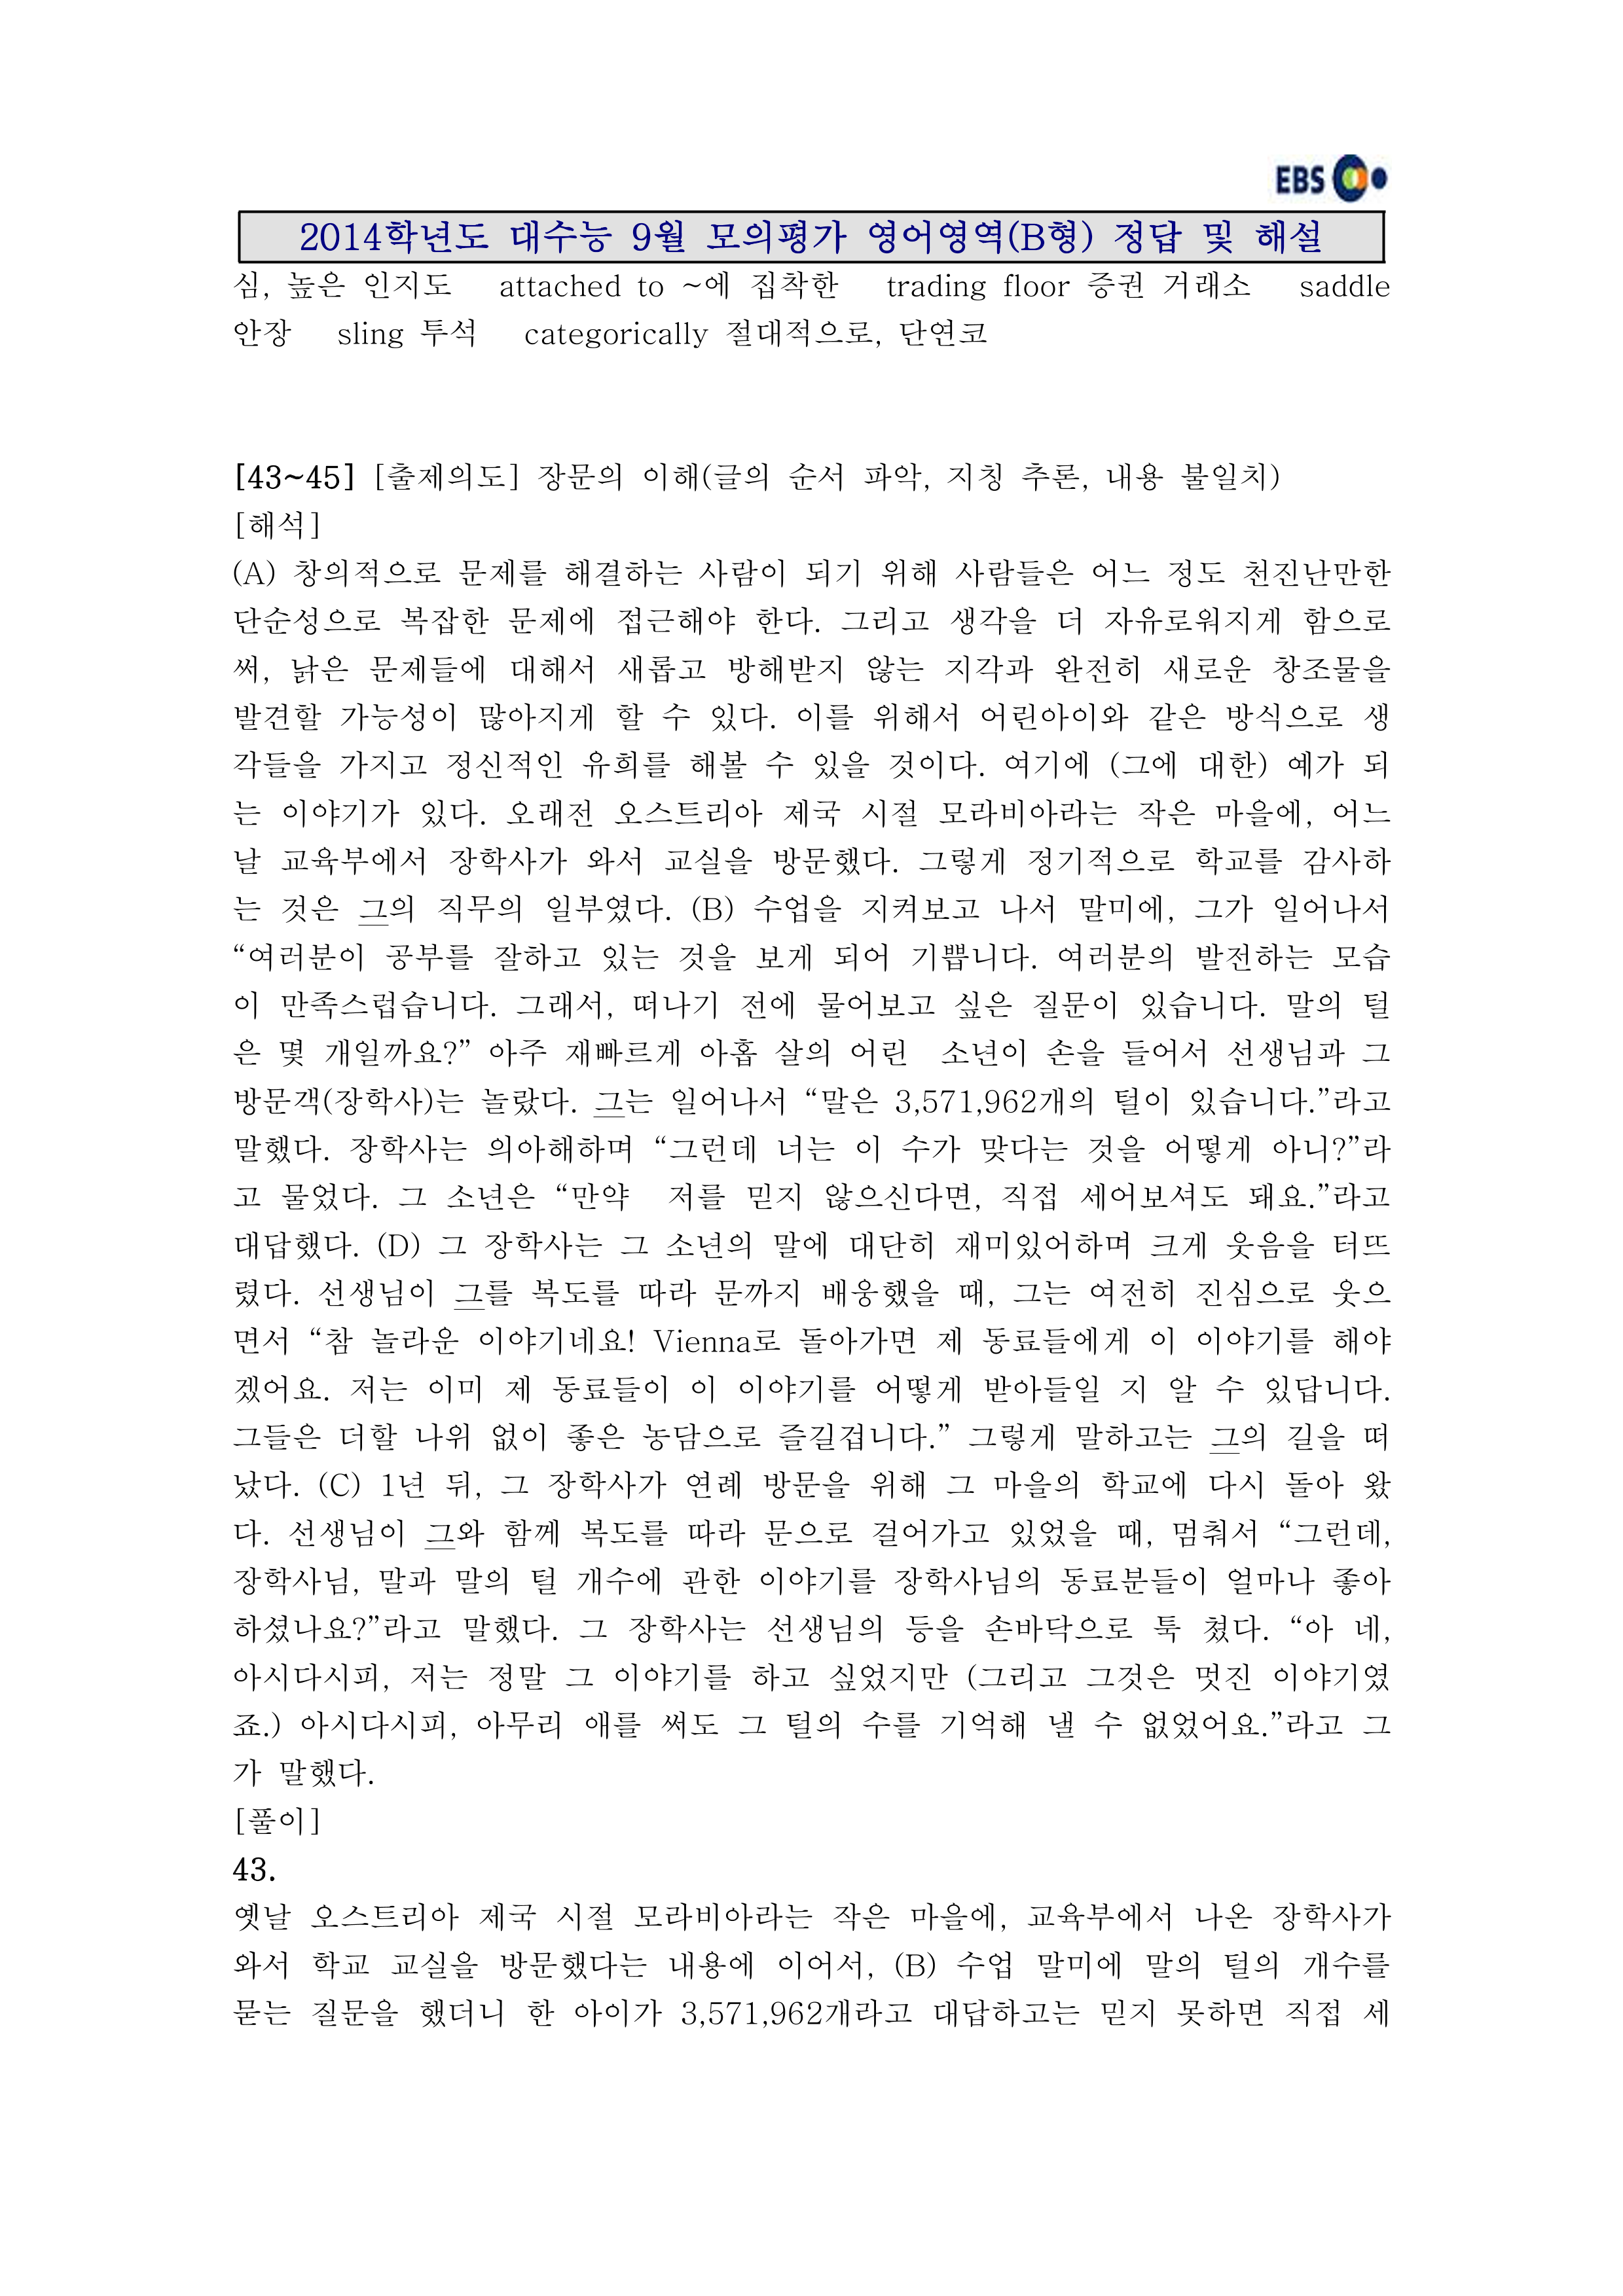 EBS
2014학년도 대수능 9월 모의평가 영어영역(B형) 정답 및 해설
심, 높은 인지도 attached to ~에 집착한 trading floor 증권 거래소 saddle
안장 sling 투석 categorically 절대적으로, 단연코
[43~45] [출제의도] 장문의 이해(글의 순서 파악, 지칭 추론, 내용 불일치)
[해석]
(A) 창의적으로 문제를 해결하는 사람이 되기 위해 사람들은 어느 정도 천진난만한
단순성으로 복잡한 문제에 접근해야 한다. 그리고 생각을 더 자유로워지게 함으로
써, 낡은 문제들에 대해서 새롭고 방해받지 않는 지각과 완전히 새로운 창조물을
발견할 가능성이 많아지게 할 수 있다. 이를 위해서 어린아이와 같은 방식으로 생
각들을 가지고 정신적인 유희를 해볼 수 있을 것이다. 여기에 (그에 대한) 예가 되
는 이야기가 있다. 오래전 오스트리아 제국 시절 모라비아라는 작은 마을에, 어느
날 교육부에서 장학사가 와서 교실을 방문했다. 그렇게 정기적으로 학교를 감사하
는 것은 그의 직무의 일부였다. (B) 수업을 지켜보고 나서 말미에, 그가 일어나서
“여러분이 공부를 잘하고 있는 것을 보게 되어 기쁩니다. 여러분의 발전하는 모습
이 만족스럽습니다. 그래서, 떠나기 전에 물어보고 싶은 질문이 있습니다. 말의 털
은 몇 개일까요?” 아주 재빠르게 아홉 살의 어린 소년이 손을 들어서 선생님과 그
방문객(장학사)는 놀랐다. 그는 일어나서 “말은 3,571,962개의 털이 있습니다.”라고
말했다. 장학사는 의아해하며 “그런데 너는 이 수가 맞다는 것을 어떻게 아니?”라
고 물었다. 그 소년은 “만약 저를 믿지 않으신다면, 직접 세어보셔도 돼요.”라고
대답했다. (D) 그 장학사는 그 소년의 말에 대단히 재미있어하며 크게 웃음을 터뜨
렸다. 선생님이 그를 복도를 따라 문까지 배웅했을 때, 그는 여전히 진심으로 웃으
면서 “참 놀라운 이야기네요! Vienna로 돌아가면 제 동료들에게 이 이야기를 해야
겠어요. 저는 이미 제 동료들이 이 이야기를 어떻게 받아들일 지 알 수 있답니다.
그들은 더할 나위 없이 좋은 농담으로 즐길겁니다.” 그렇게 말하고는 그의 길을 떠
났다. (C) 1년 뒤, 그 장학사가 연례 방문을 위해 그 마을의 학교에 다시 돌아 왔
다. 선생님이 그와 함께 복도를 따라 문으로 걸어가고 있었을 때, 멈춰서 “그런데,
장학사님, 말과 말의 털 개수에 관한 이야기를 장학사님의 동료분들이 얼마나 좋아
하셨나요?”라고 말했다. 그 장학사는 선생님의 등을 손바닥으로 툭 쳤다. “아 네,
아시다시피, 저는 정말 그 이야기를 하고 싶었지만 (그리고 그것은 멋진 이야기였
죠.) 아시다시피, 아무리 애를 써도 그 털의 수를 기억해 낼 수 없었어요.”라고 그
가 말했다.
[풀이]
43.
옛날 오스트리아 제국 시절 모라비아라는 작은 마을에, 교육부에서 나온 장학사가
와서 학교 교실을 방문했다는 내용에 이어서, (B) 수업 말미에 말의 털의 개수를
묻는 질문을 했더니 한 아이가 3,571,962개라고 대답하고는 믿지 못하면 직접 세